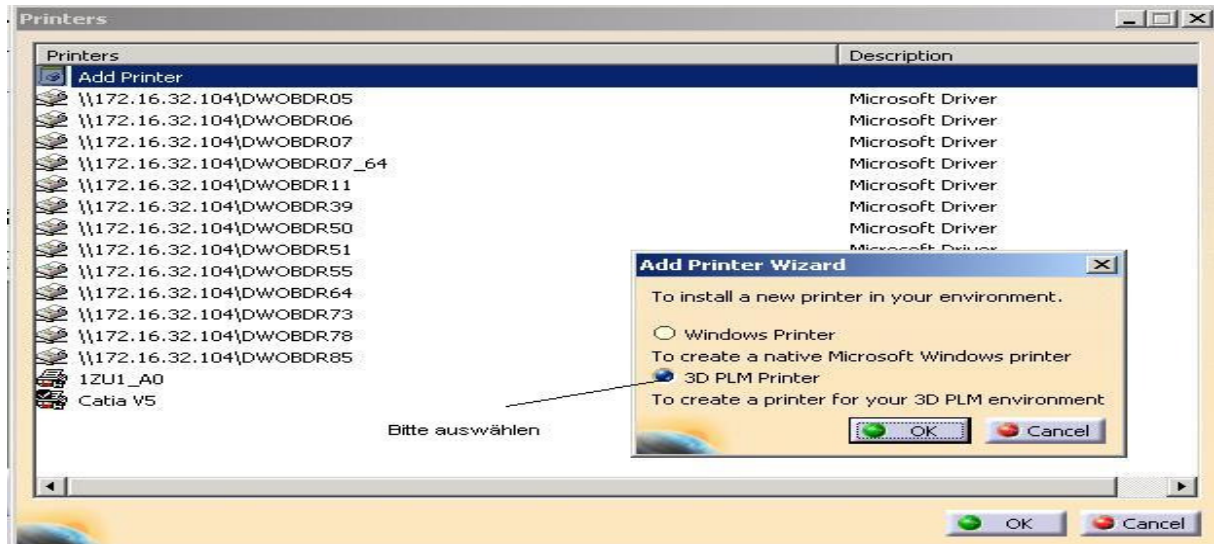 Printers
Printers Description
Add Printer
\\172.16.32.104\DWOBDR05 Microsoft Driver
\\172.16.32.104\DWOBDR06 Microsoft Driver
\\172.16.32.104\DWOBDR07 Microsoft Driver
\\172.16.32.104\DWOBDR07_64 Microsoft Driver
\\172.16.32.104\DWOBDR11 Microsoft Driver
\\172.16.32.104\DWOBDR39 Microsoft Driver
\\172.16.32.104\DWOBDR50 Microsoft Driver
\\172.16.32.104\DWOBDR51 Microsoft Driver
\\172.16.32.104\DWOBDR55
\\172.16.32.104\DWOBDR64
\\172.16.32.104\DWOBDR73
\\172.16.32.104\DWOBDR78
\\172.16.32.104\DWOBDR85
1ZU1_A0
Catia V5
Bitte auswählen
Add Printer Wizard
To install a new printer in your environment.
Windows Printer
To create a native Microsoft Windows printer
3D PLM Printer
To create a printer for your 3D PLM environment
OK Cancel
OK Cancel